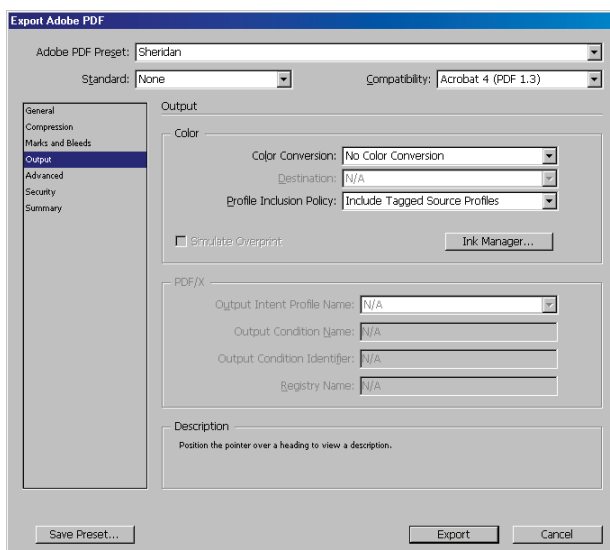 Export Adobe PDF
Adobe PDF Preset: Sheridan
Standard: None Compatibility: Acrobat 4 (PDF 1.3)
General
Compression
Marks and Bleeds
Output
Advanced
Security
Summary
Output
Color
Color Conversion: No Color Conversion
Destination: N/A
Profile Inclusion Policy: Include Tagged Source Profiles
Simulate Overprint Ink Manager...
PDF/X
Output Intent Profile Name: N/A
Output Condition Name: N/A
Output Condition Identifier: N/A
Registry Name: N/A
Description
Position the pointer over a heading to view a description.
Save Preset... Export Cancel